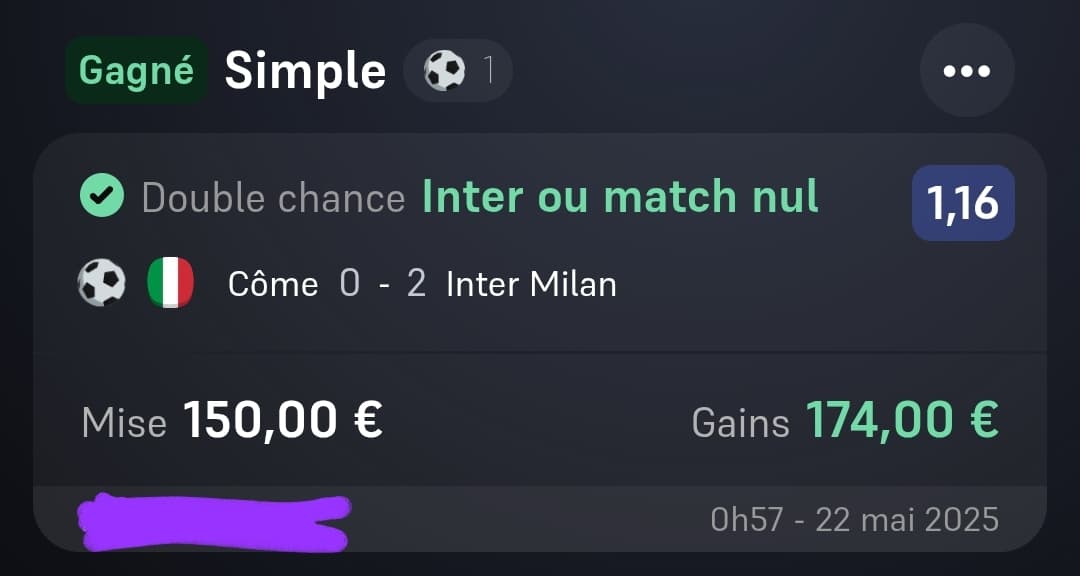 Gagné Simple 1
Double chance Inter ou match nul 1,16
Côme 0 - 2 Inter Milan
Mise 150,00 € Gains 174,00 €
0h57 - 22 mai 2025